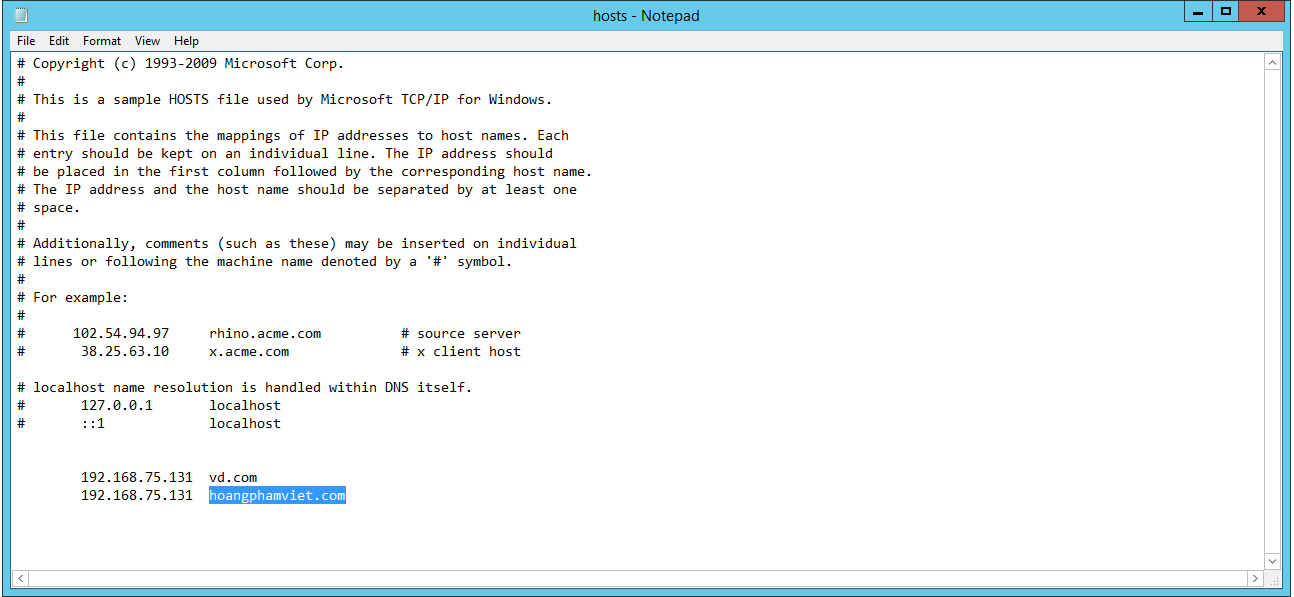 hosts - Notepad
File Edit Format View Help
# Copyright (c) 1993-2009 Microsoft Corp.
#
# This is a sample HOSTS file used by Microsoft TCP/IP for Windows.
#
# This file contains the mappings of IP addresses to host names. Each
# entry should be kept on an individual line. The IP address should
# be placed in the first column followed by the corresponding host name.
# The IP address and the host name should be separated by at least one
# space.
#
# Additionally, comments (such as these) may be inserted on individual
# lines or following the machine name denoted by a '#' symbol.
#
# For example:
#
#      102.54.94.97     rhino.acme.com          # source server
#       38.25.63.10     x.acme.com              # x client host
# localhost name resolution is handled within DNS itself.
#       127.0.0.1       localhost
#       ::1             localhost
        192.168.75.131  vd.com
        192.168.75.131  hoangphamviet.com